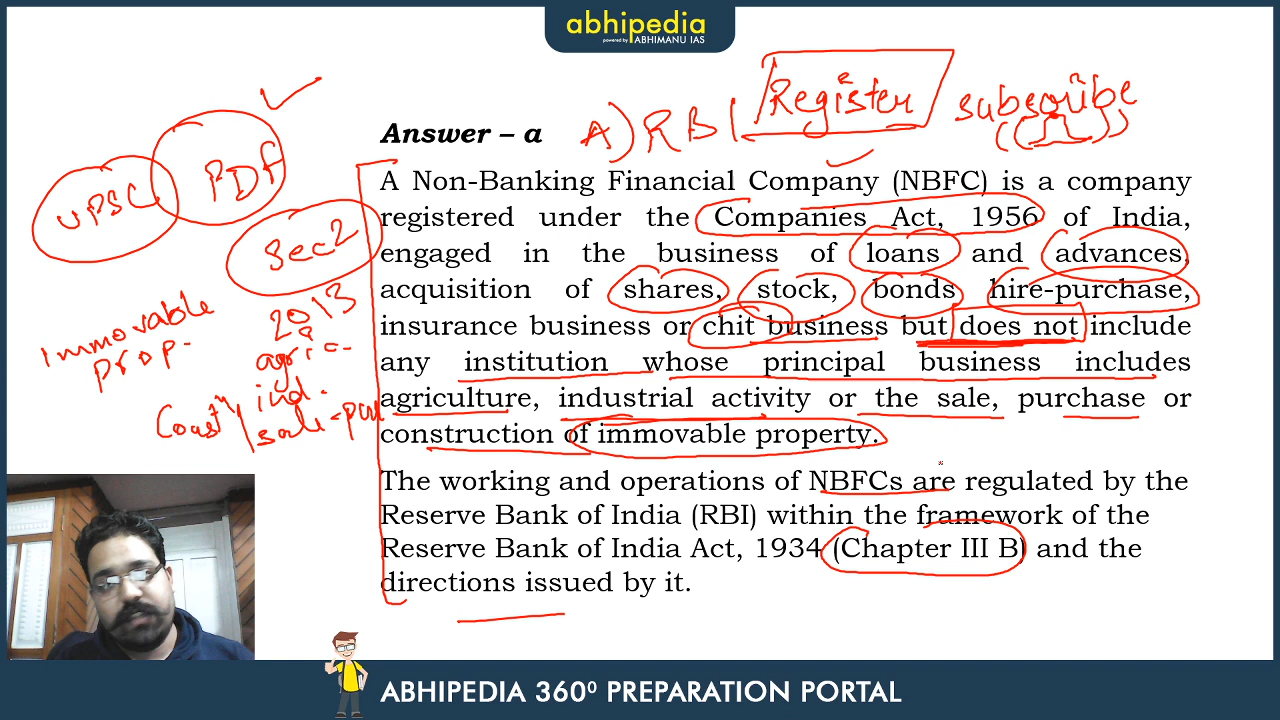 abhipedia
powered by ABHIMANU IAS
A) RBI Register subscribe
Answer – a
PDF
UPSC
Sec 2
A Non-Banking Financial Company (NBFC) is a company
registered under the Companies Act, 1956 of India,
engaged in the business of loans and advances,
acquisition of shares, stock, bonds hire-purchase,
insurance business or chit business but does not include
any institution whose principal business includes
agriculture, industrial activity or the sale, purchase or
construction of immovable property.
2013
Immovable
prop.
agric.
ind.
Constn
sale-pur
The working and operations of NBFCs are regulated by the
Reserve Bank of India (RBI) within the framework of the
Reserve Bank of India Act, 1934 (Chapter III B) and the
directions issued by it.
ABHIPEDIA 360⁰ PREPARATION PORTAL